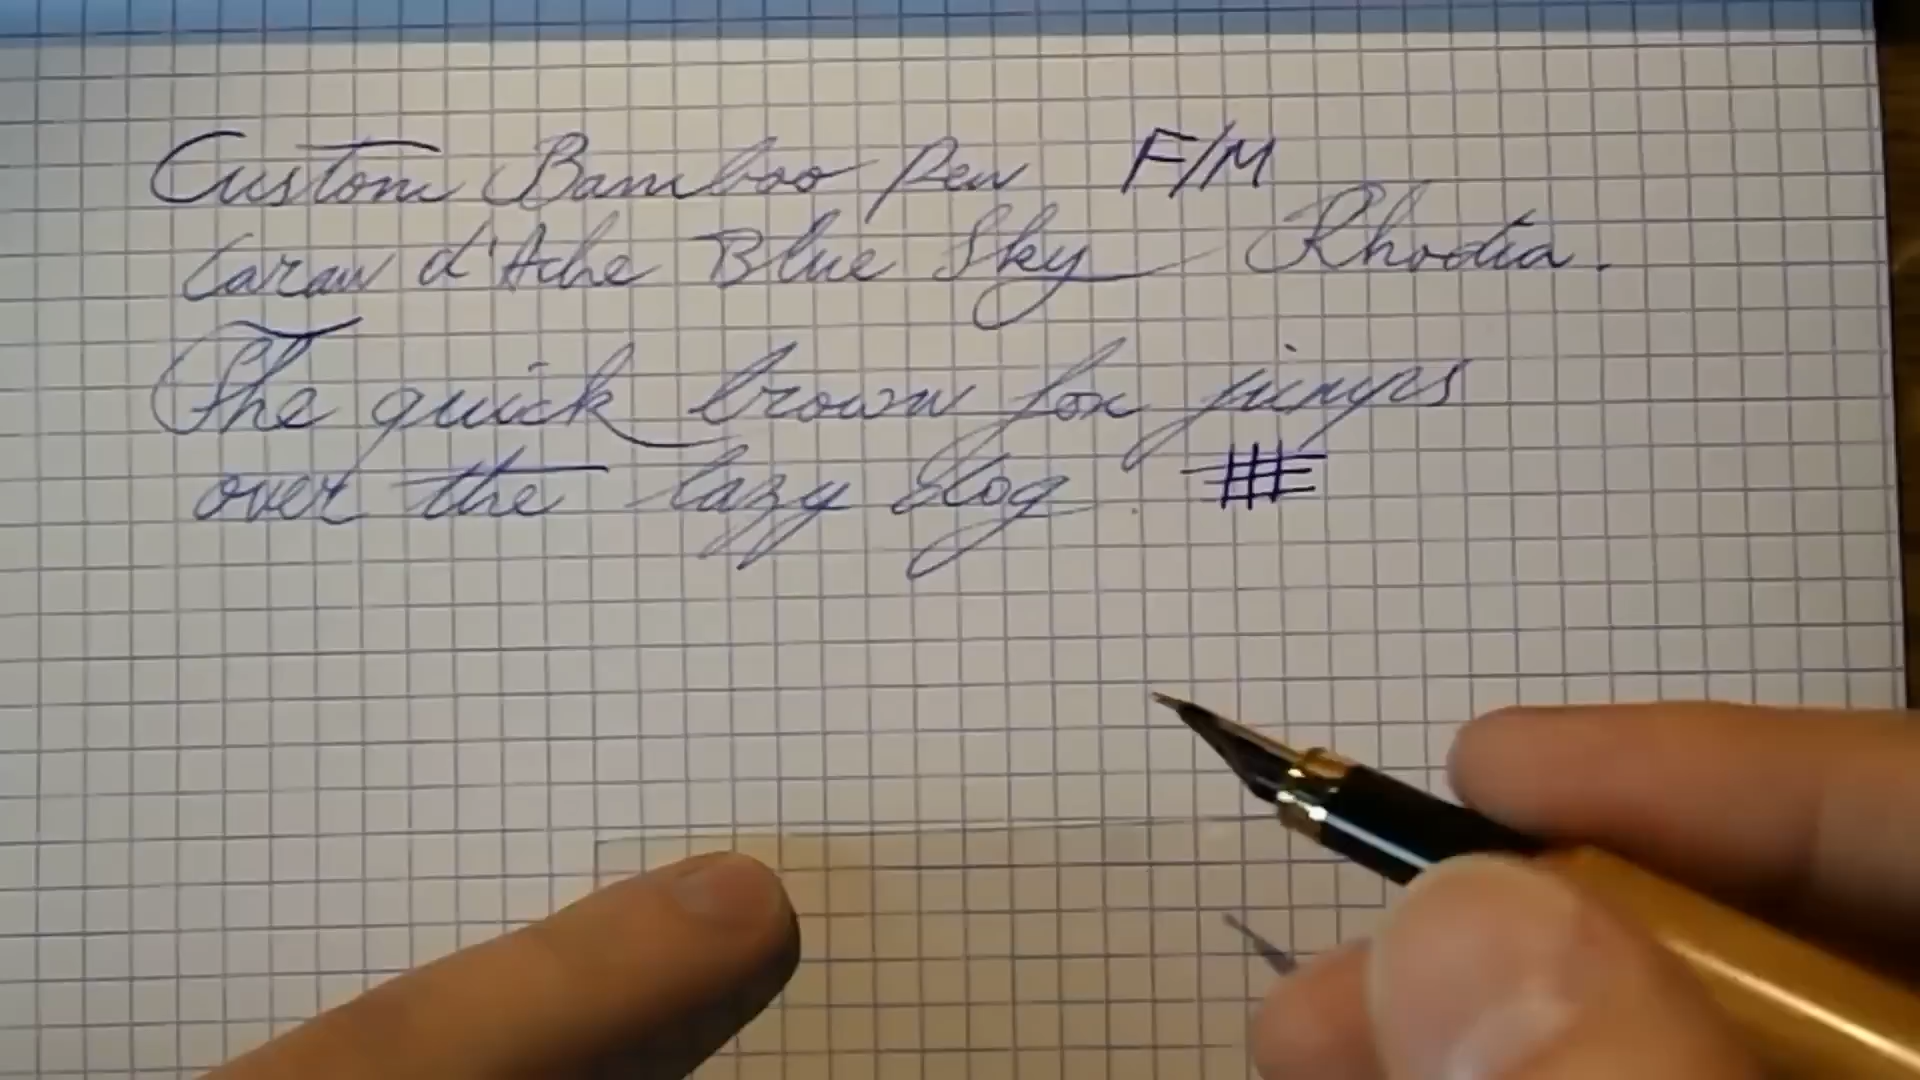 Custom Bamboo Pen F/M
Caran d'Ache Blue Sky Rhodia.
The quick brown fox jumps
over the lazy dog. #